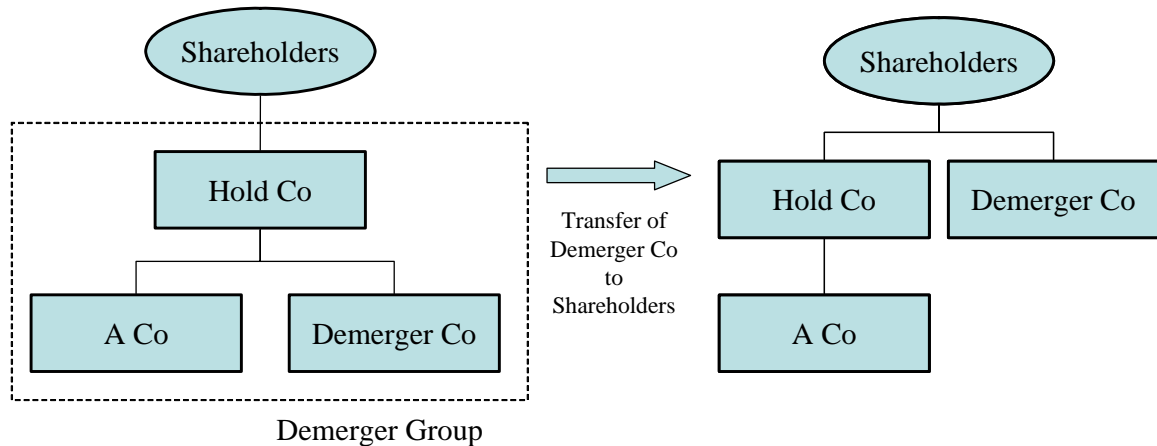 Shareholders
Hold Co
A Co
Demerger Co
Demerger Group
Transfer of
Demerger Co
to
Shareholders
Shareholders
Hold Co
Demerger Co
A Co